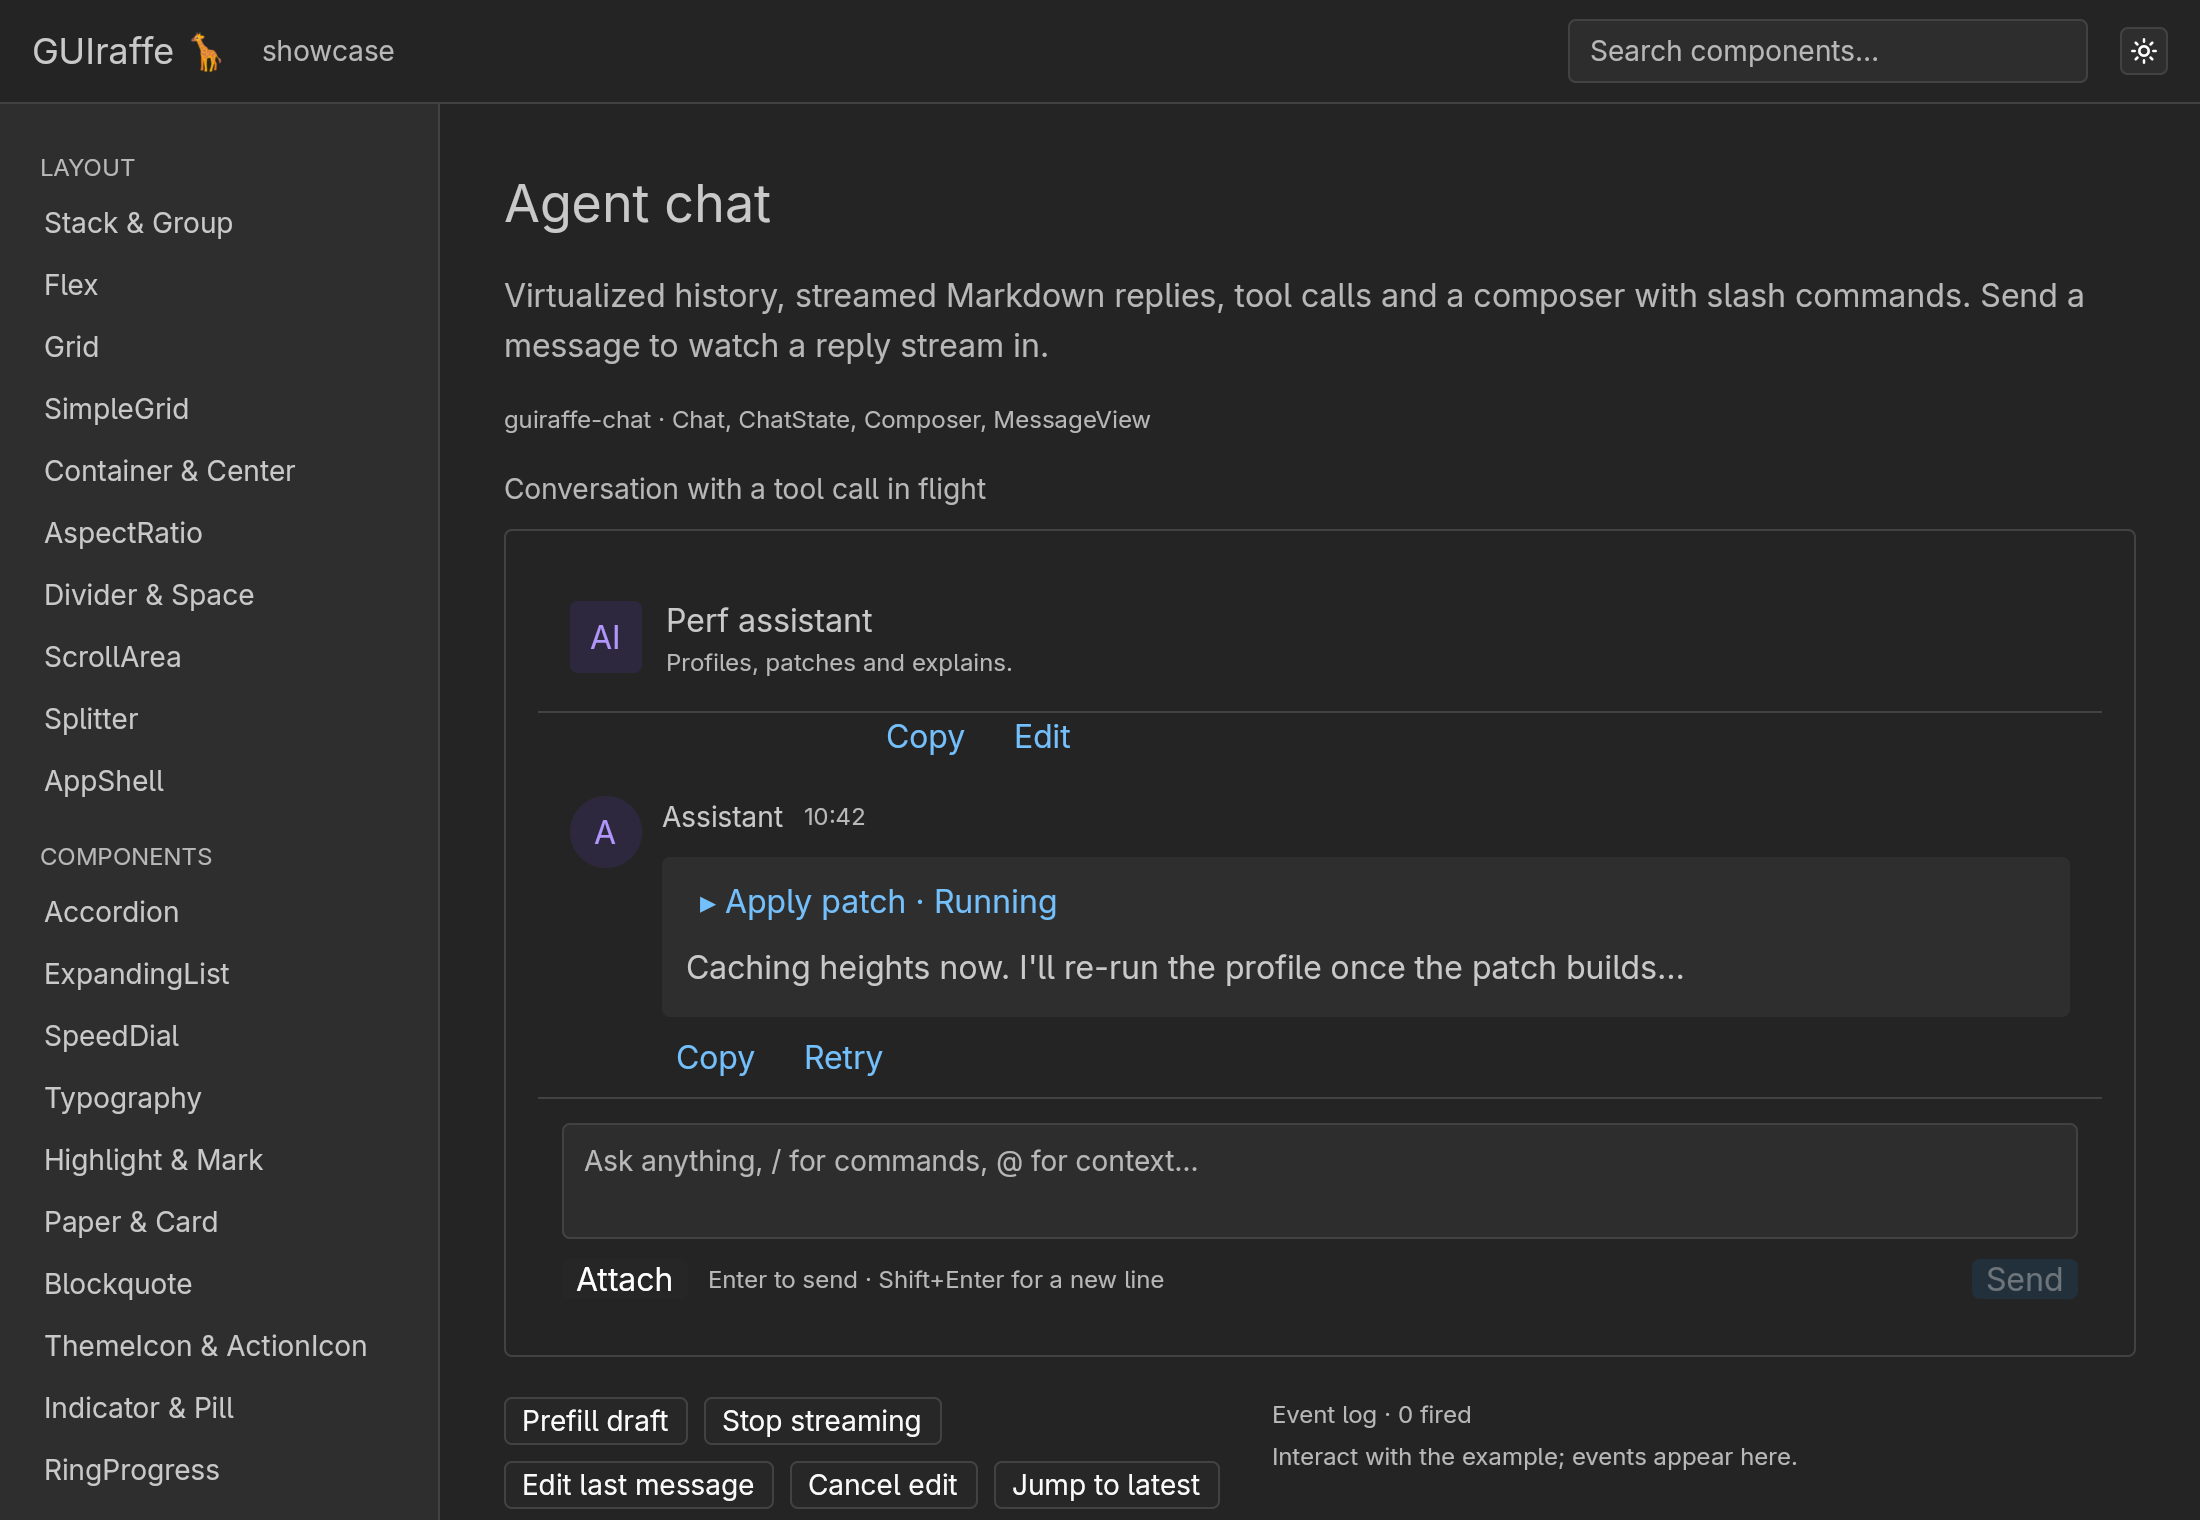 GUIraffe 🦒 showcase
Search components...
LAYOUT
Stack & Group
Flex
Grid
SimpleGrid
Container & Center
AspectRatio
Divider & Space
ScrollArea
Splitter
AppShell
COMPONENTS
Accordion
ExpandingList
SpeedDial
Typography
Highlight & Mark
Paper & Card
Blockquote
ThemeIcon & ActionIcon
Indicator & Pill
RingProgress
Agent chat
Virtualized history, streamed Markdown replies, tool calls and a composer with slash commands. Send a
message to watch a reply stream in.
guiraffe-chat · Chat, ChatState, Composer, MessageView
Conversation with a tool call in flight
AI
Perf assistant
Profiles, patches and explains.
Copy Edit
A
Assistant 10:42
▸ Apply patch · Running
Caching heights now. I'll re-run the profile once the patch builds...
Copy Retry
Ask anything, / for commands, @ for context...
Attach Enter to send · Shift+Enter for a new line
Send
Prefill draft Stop streaming
Edit last message Cancel edit Jump to latest
Event log · 0 fired
Interact with the example; events appear here.